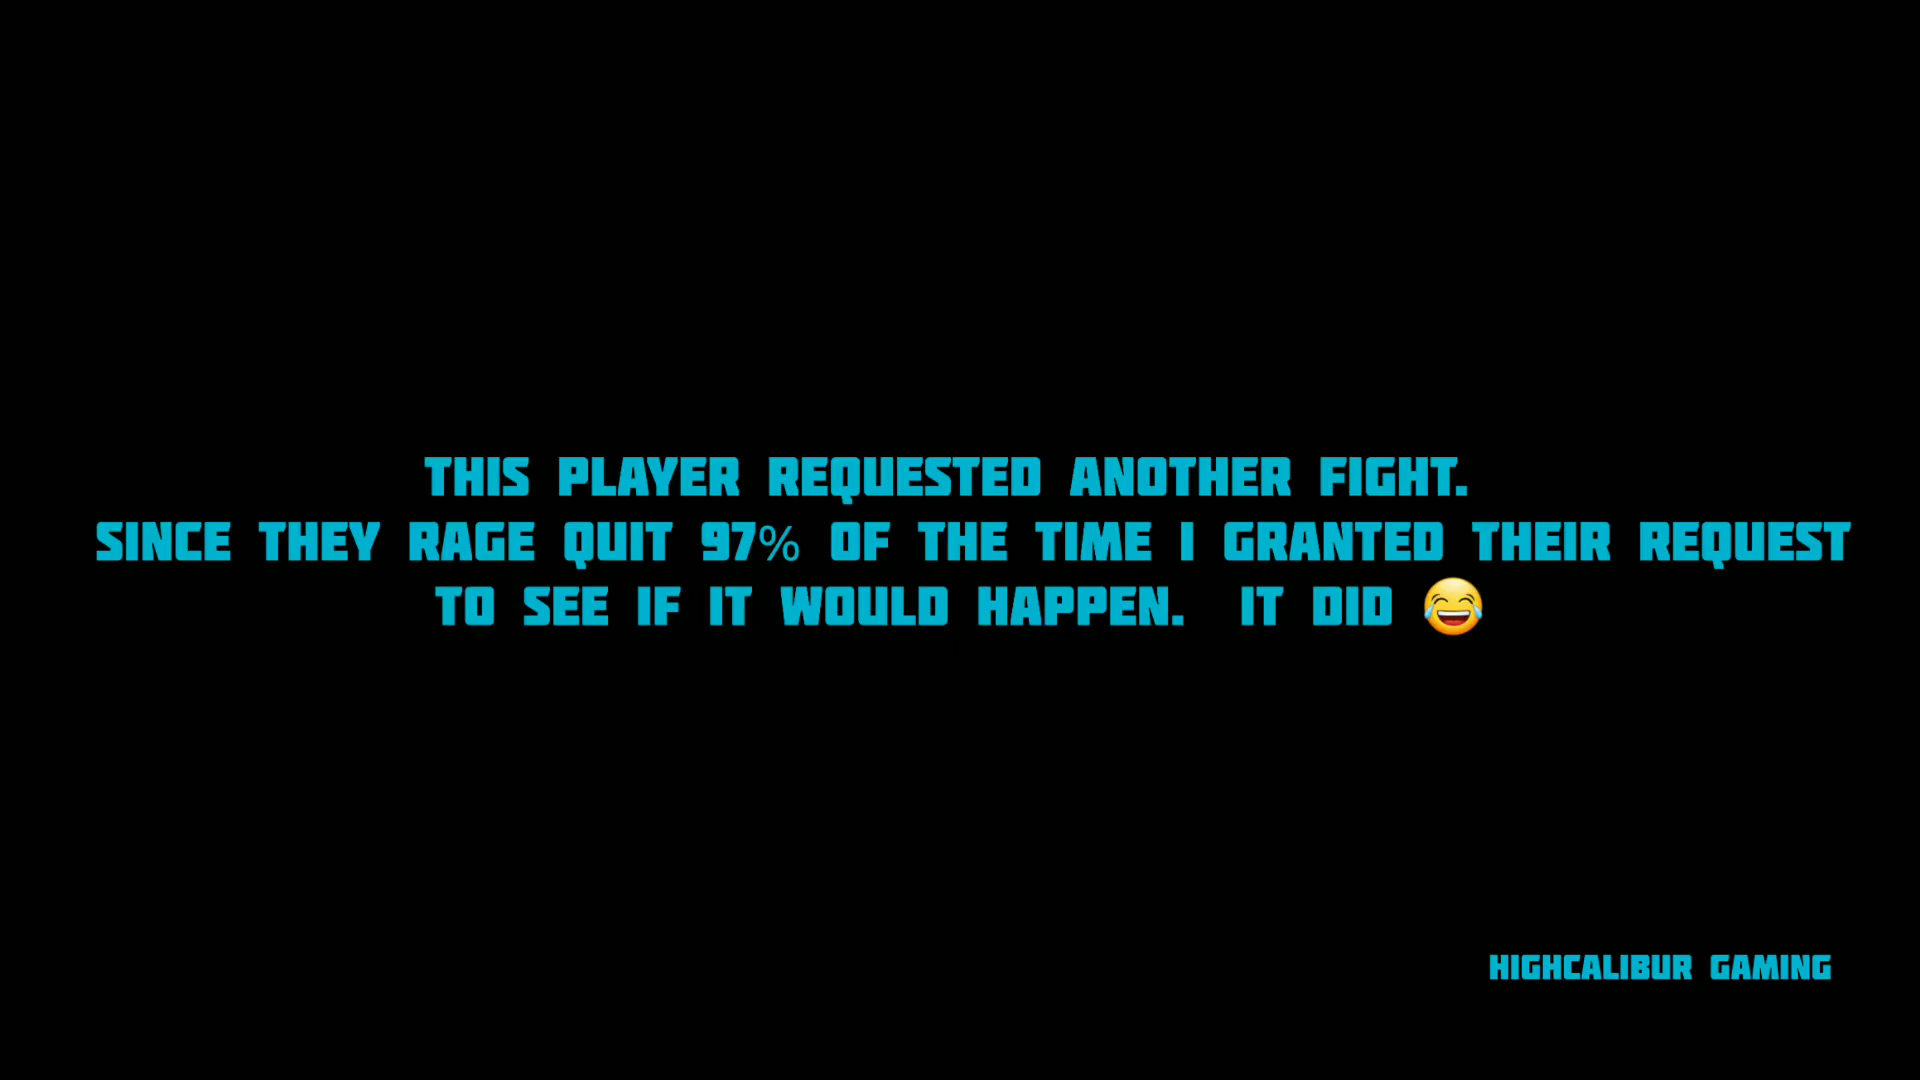 THIS PLAYER REQUESTED ANOTHER FIGHT.
SINCE THEY RAGE QUIT 97% OF THE TIME I GRANTED THEIR REQUEST
TO SEE IF IT WOULD HAPPEN. IT DID 😂
HIGHCALIBUR GAMING